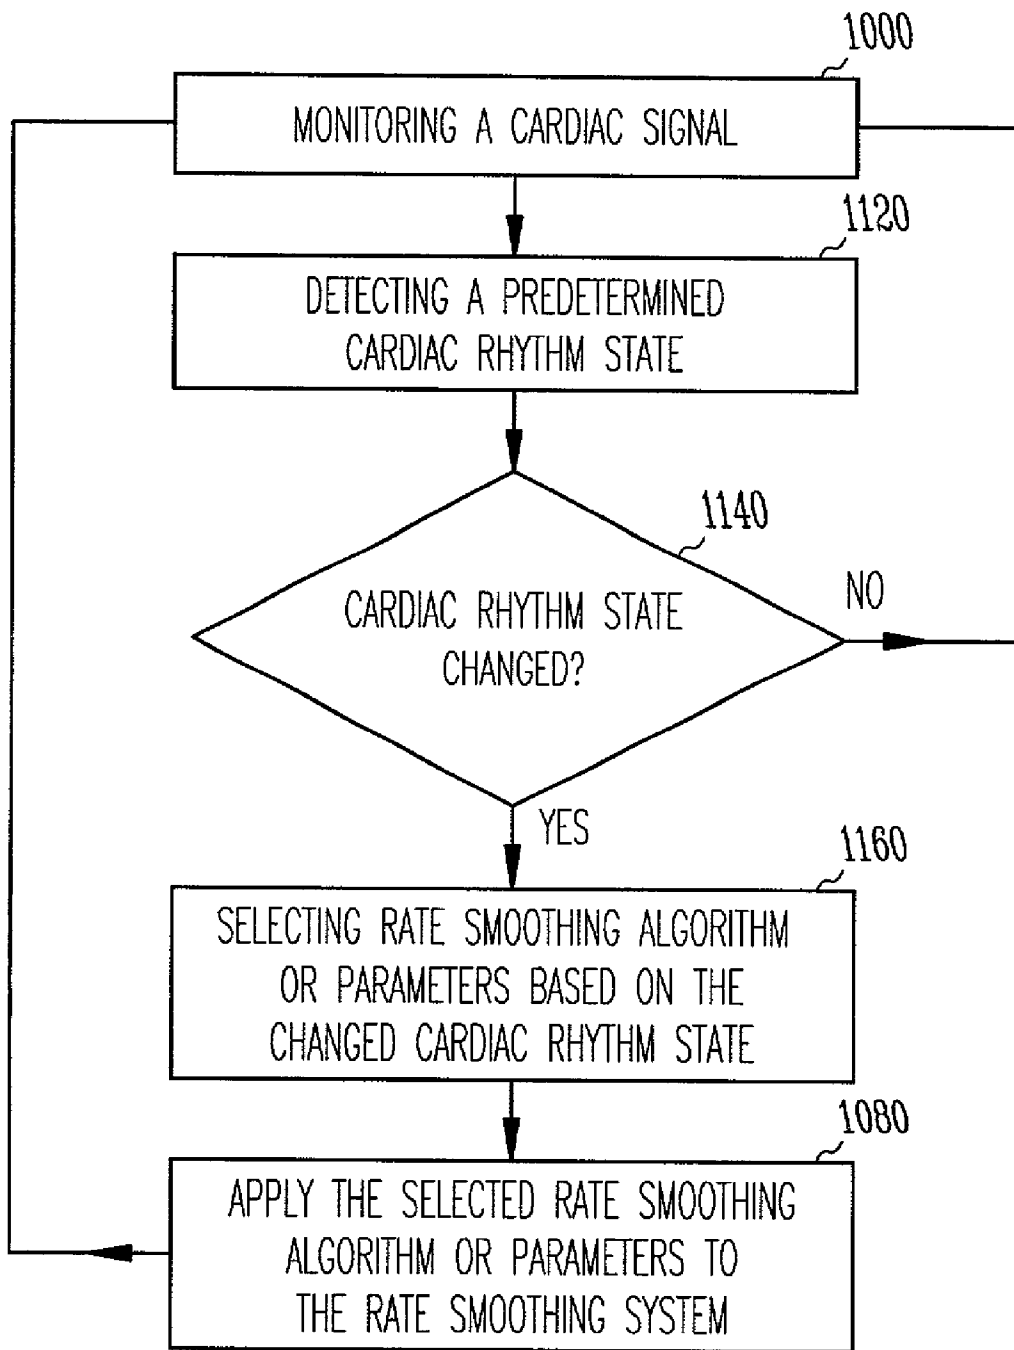 1000
MONITORING A CARDIAC SIGNAL
1120
DETECTING A PREDETERMINED
CARDIAC RHYTHM STATE
1140
CARDIAC RHYTHM STATE
CHANGED?
NO
YES
1160
SELECTING RATE SMOOTHING ALGORITHM
OR PARAMETERS BASED ON THE
CHANGED CARDIAC RHYTHM STATE
1080
APPLY THE SELECTED RATE SMOOTHING
ALGORITHM OR PARAMETERS TO
THE RATE SMOOTHING SYSTEM